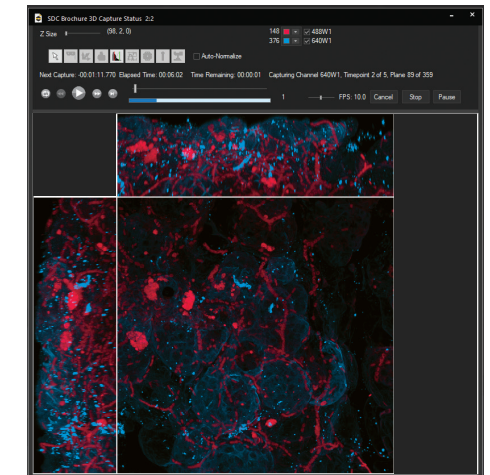 SDC Brochure 3D Capture Status 2:2
Z Size (98, 2, 0) 148 488W1
376 640W1
Auto-Normalize
Next Capture: -00:01:11.770 Elapsed Time: 00:06:02 Time Remaining: 00:00:01 Capturing Channel 640W1, Timepoint 2 of 5, Plane 89 of 359
1 FPS: 10.0 Cancel Stop Pause